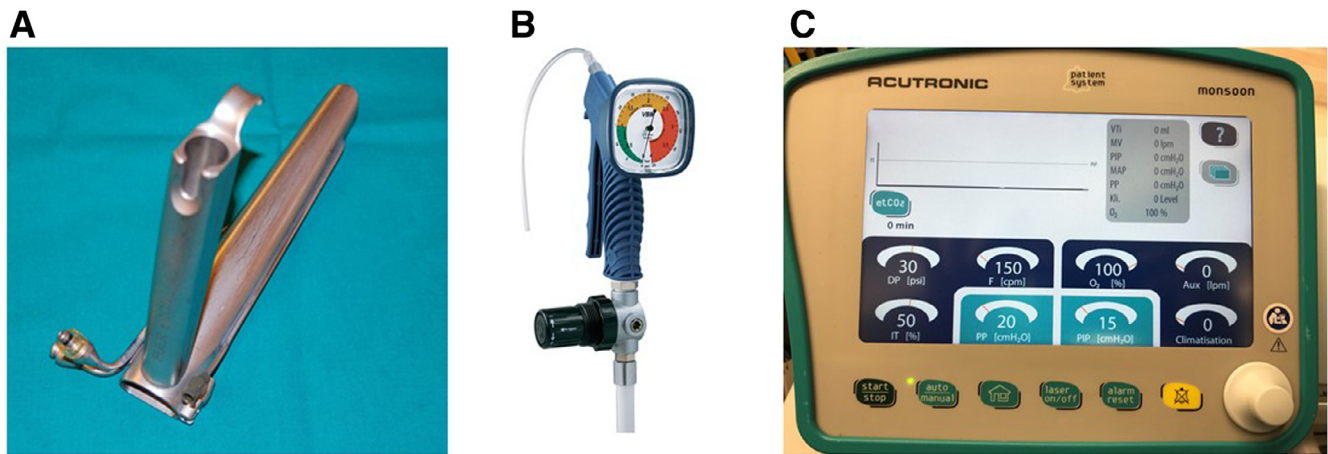 A
B
C
VBM
ACUTRONIC
patient
system
monsoon
VTi 0 ml
MV 0 lpm
PIP 0 cmH₂O
MAP 0 cmH₂O
PP 0 cmH₂O
Kli. 0 Level
O₂ 100 %
?
etCO₂
0 min
30
DP [psi]
150
F [cpm]
100
O₂ [%]
0
Aux [lpm]
50
IT [%]
20
PP [cmH₂O]
15
PIP [cmH₂O]
0
Climatisation
start
stop
auto
manual
laser
on/off
alarm
reset